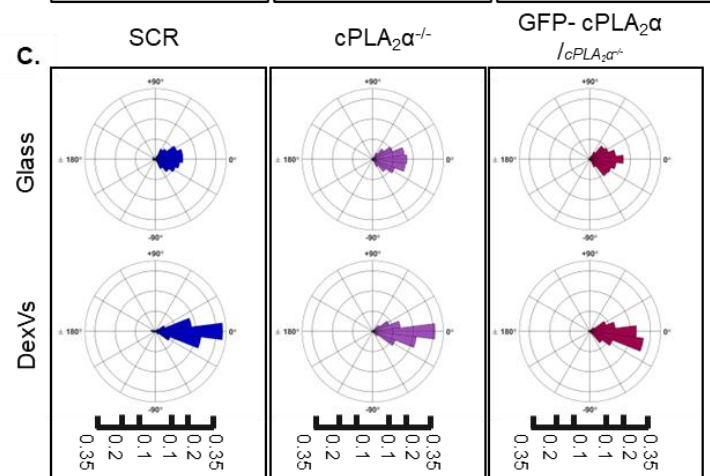 C.
SCR
cPLA₂α⁻/⁻
GFP- cPLA₂α
/cPLA₂α⁻/⁻
Glass
+90° +90° +90°
± 180° 0° ± 180° 0° ± 180° 0°
-90° -90° -90°
DexVs
+90° +90° +90°
± 180° 0° ± 180° 0° ± 180° 0°
-90° -90° -90°
0.35 0.2 0.1 0.1 0.2 0.35 0.35 0.2 0.1 0.1 0.2 0.35 0.35 0.2 0.1 0.1 0.2 0.35